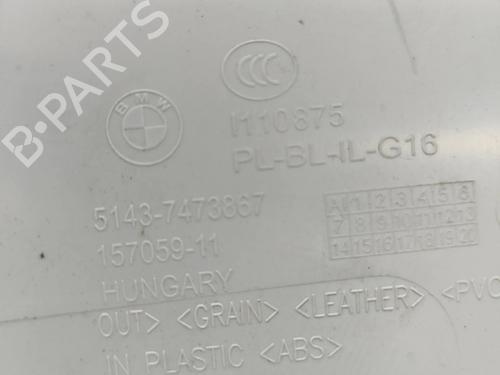 CCC
BMW
I110875
PL-BL-IL-G16
5143-7473867
157059-11
HUNGARY
A 1 2 3 4 5 6
7 8 9 10 11 12 13
14 15 16 17 18 19 20
OUT> <GRAIN> <LEATHER> <PVC
IN PLASTIC <ABS>
B-PARTS